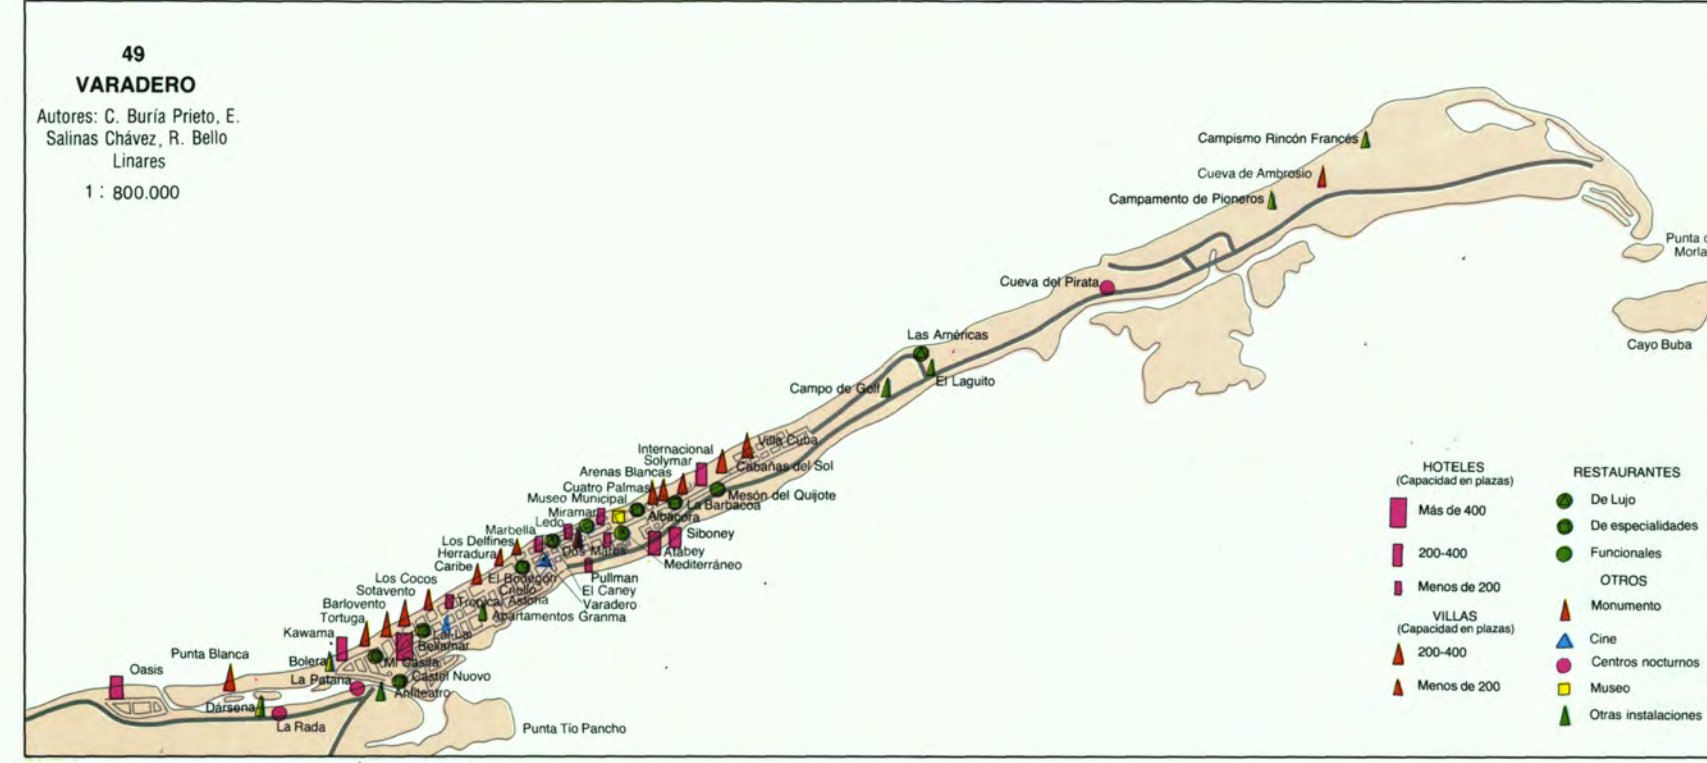 49
VARADERO
Autores: C. Buría Prieto, E.
Salinas Chávez, R. Bello
Linares
1 : 800.000
Campismo Rincón Francés
Cueva de Ambrosio
Campamento de Pioneros
Punta
Cueva del Pirata
Cayo Buba
Las Américas
El Laguito
Campo de Golf
Internacional
Villa Cuba
Solymar
Cabañas del Sol
Arenas Blancas
Cuatro Palmas
Mesón del Quijote
Museo Municipal
La Barbacoa
Miramar
Albacora
Ledo
Marbella
Siboney
Los Delfines
Dos Mares
Atabey
Herradura
Mediterráneo
Caribe
El Bodegón
Criollo
Pullman
Los Cocos
El Caney
Sotavento
Tropical
Astoria
Varadero
Barlovento
Apartamentos Granma
Tortuga
Lai-Lai
Kawama
Bellamar
Punta Blanca
Bolera
Mi Casita
Oasis
La Patana
Castel Nuovo
Anfiteatro
Dársena
La Rada
Punta Tío Pancho
HOTELES
(Capacidad en plazas)
Más de 400
200-400
Menos de 200
VILLAS
(Capacidad en plazas)
200-400
Menos de 200
RESTAURANTES
De Lujo
De especialidades
Funcionales
OTROS
Monumento
Cine
Centros nocturnos
Museo
Otras instalaciones